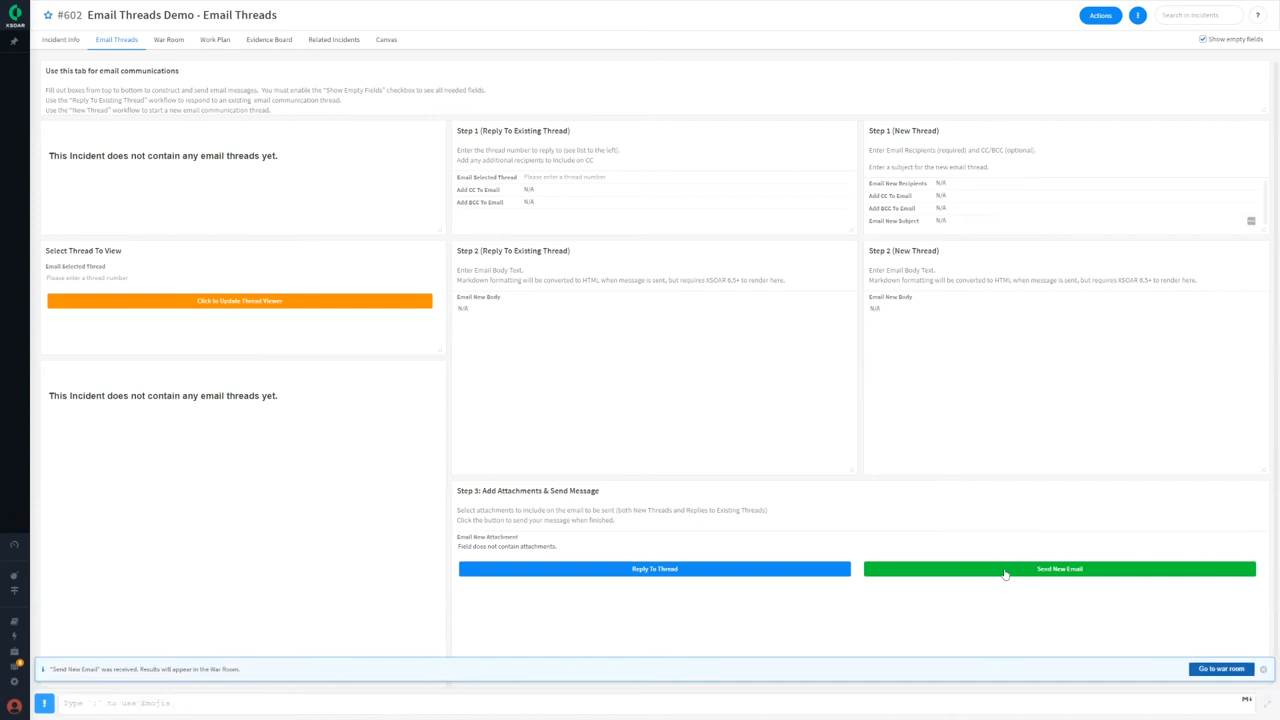 XSOAR
#602 Email Threads Demo - Email Threads
Actions
Search in incidents
?
Incident Info
Email Threads
War Room
Work Plan
Evidence Board
Related Incidents
Canvas
Show empty fields
Use this tab for email communications
Fill out boxes from top to bottom to construct and send email messages. You must enable the "Show Empty Fields" checkbox to see all needed fields.
Use the "Reply To Existing Thread" workflow to respond to an existing email communication thread.
Use the "New Thread" workflow to start a new email communication thread.
This Incident does not contain any email threads yet.
Step 1 (Reply To Existing Thread)
Enter the thread number to reply to (see list to the left).
Add any additional recipients to include on CC
Email Selected Thread Please enter a thread number
Add CC To Email N/A
Add BCC To Email N/A
Step 1 (New Thread)
Enter Email Recipients (required) and CC/BCC (optional).
Enter a subject for the new email thread.
Email New Recipients N/A
Add CC To Email N/A
Add BCC To Email N/A
Email New Subject N/A
Select Thread To View
Email Selected Thread
Please enter a thread number
Click to Update Thread Viewer
Step 2 (Reply To Existing Thread)
Enter Email Body Text.
Markdown formatting will be converted to HTML when message is sent, but requires XSOAR 6.5+ to render here.
Email New Body
N/A
Step 2 (New Thread)
Enter Email Body Text.
Markdown formatting will be converted to HTML when message is sent, but requires XSOAR 6.5+ to render here.
Email New Body
N/A
This Incident does not contain any email threads yet.
Step 3: Add Attachments & Send Message
Select attachments to include on the email to be sent (both New Threads and Replies to Existing Threads)
Click the button to send your message when finished.
Email New Attachment
Field does not contain attachments.
Reply To Thread
Send New Email
"Send New Email" was received. Results will appear in the War Room.
Go to war room
! Type ':' to use Emojis
M↓